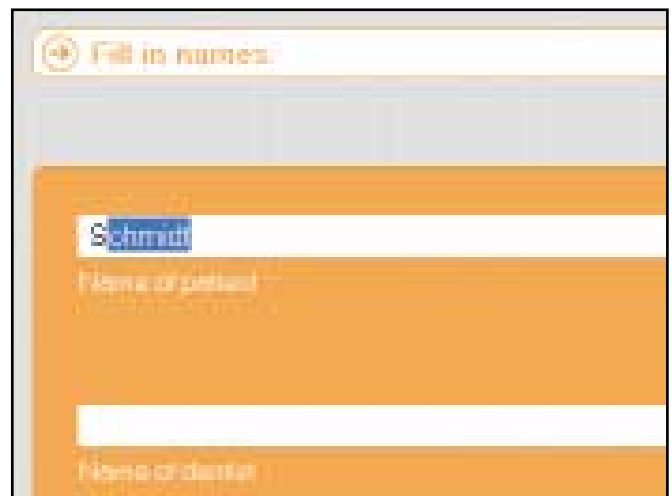 Fill in names.
Schmidt
Name of patient
Name of dentist